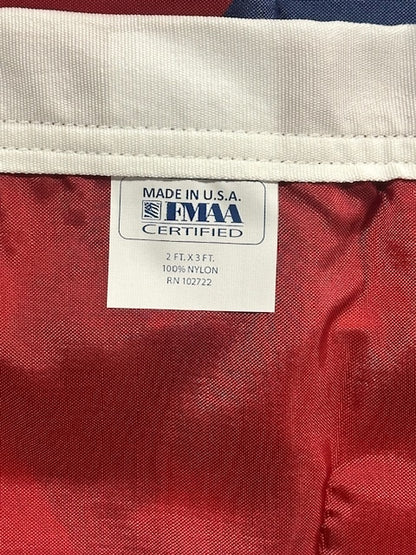 MADE IN U.S.A.
FMAA
CERTIFIED
2 FT. X 3 FT.
100% NYLON
RN 102722